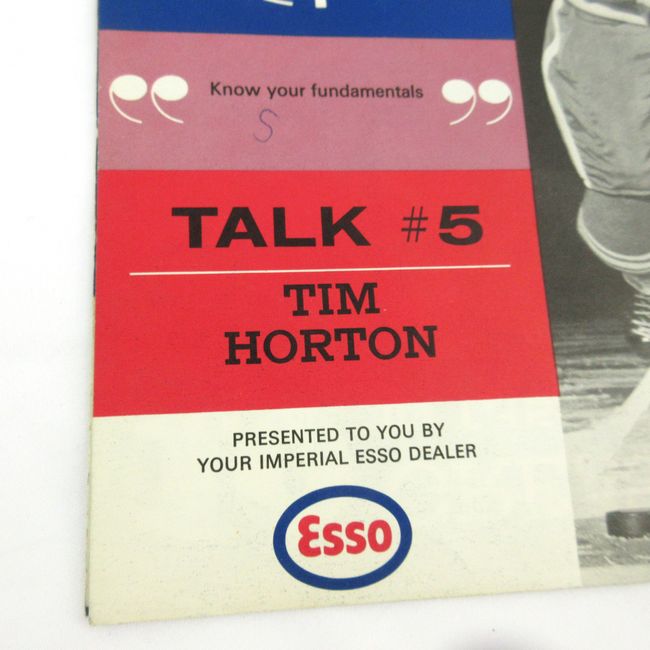 “ Know your fundamentals ”
S
TALK #5
TIM
HORTON
PRESENTED TO YOU BY
YOUR IMPERIAL ESSO DEALER
Esso